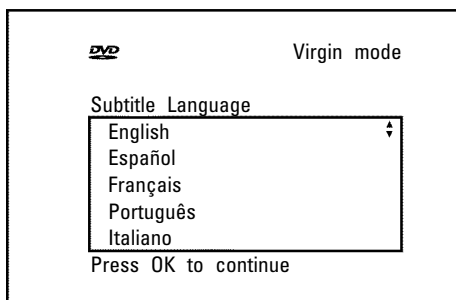 DVD
Virgin mode
Subtitle Language
English
Español
Français
Português
Italiano
Press OK to continue